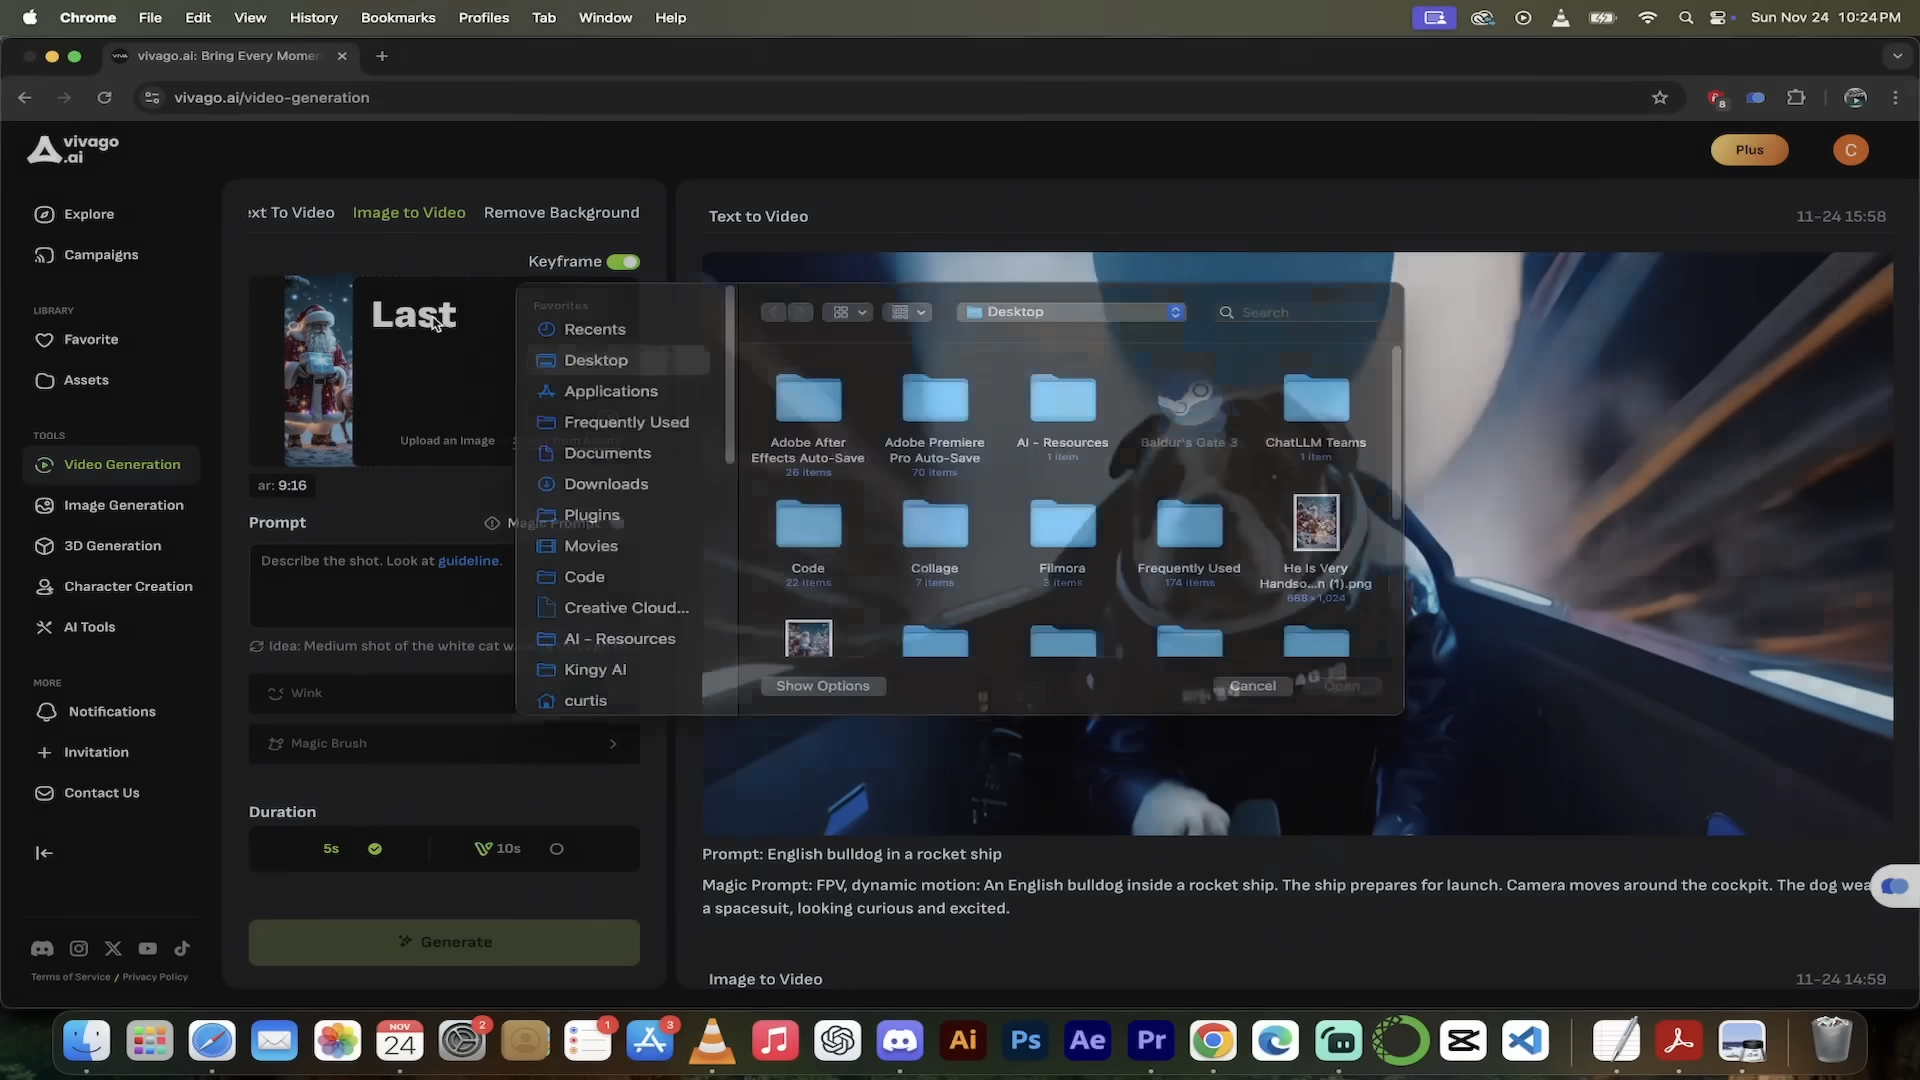 Chrome File Edit View History Bookmarks Profiles Tab Window Help
Sun Nov 24 10:24 PM
vivago.ai: Bring Every Momen
vivago.ai/video-generation
8
vivago
.ai
Plus
C
Explore
Campaigns
LIBRARY
Favorite
Assets
TOOLS
Video Generation
Image Generation
3D Generation
Character Creation
AI Tools
MORE
Notifications
Invitation
Contact Us
Terms of Service / Privacy Policy
ext To Video Image to Video Remove Background
Keyframe
Last
Upload an Image
ar: 9:16
Prompt
Magic Prompt
Describe the shot. Look at guideline.
Idea: Medium shot of the white cat
Wink
Magic Brush
Duration
5s 10s
Generate
Favorites
Recents
Desktop
Applications
Frequently Used
Documents
Downloads
Plugins
Movies
Code
Creative Cloud...
AI - Resources
Kingy AI
curtis
Desktop
Search
Adobe After
Effects Auto-Save
26 items
Adobe Premiere
Pro Auto-Save
70 items
AI - Resources
1 item
Baldur's Gate 3
ChatLLM Teams
1 item
Code
22 items
Collage
7 items
Filmora
3 items
Frequently Used
174 items
He Is Very
Handso...n (1).png
688×1,024
Show Options
Cancel
Open
Text to Video
11-24 15:58
Prompt: English bulldog in a rocket ship
Magic Prompt: FPV, dynamic motion: An English bulldog inside a rocket ship. The ship prepares for launch. Camera moves around the cockpit. The dog wea
a spacesuit, looking curious and excited.
Image to Video
11-24 14:59
NOV
24
2
1
3
Ai
Ps
Ae
Pr